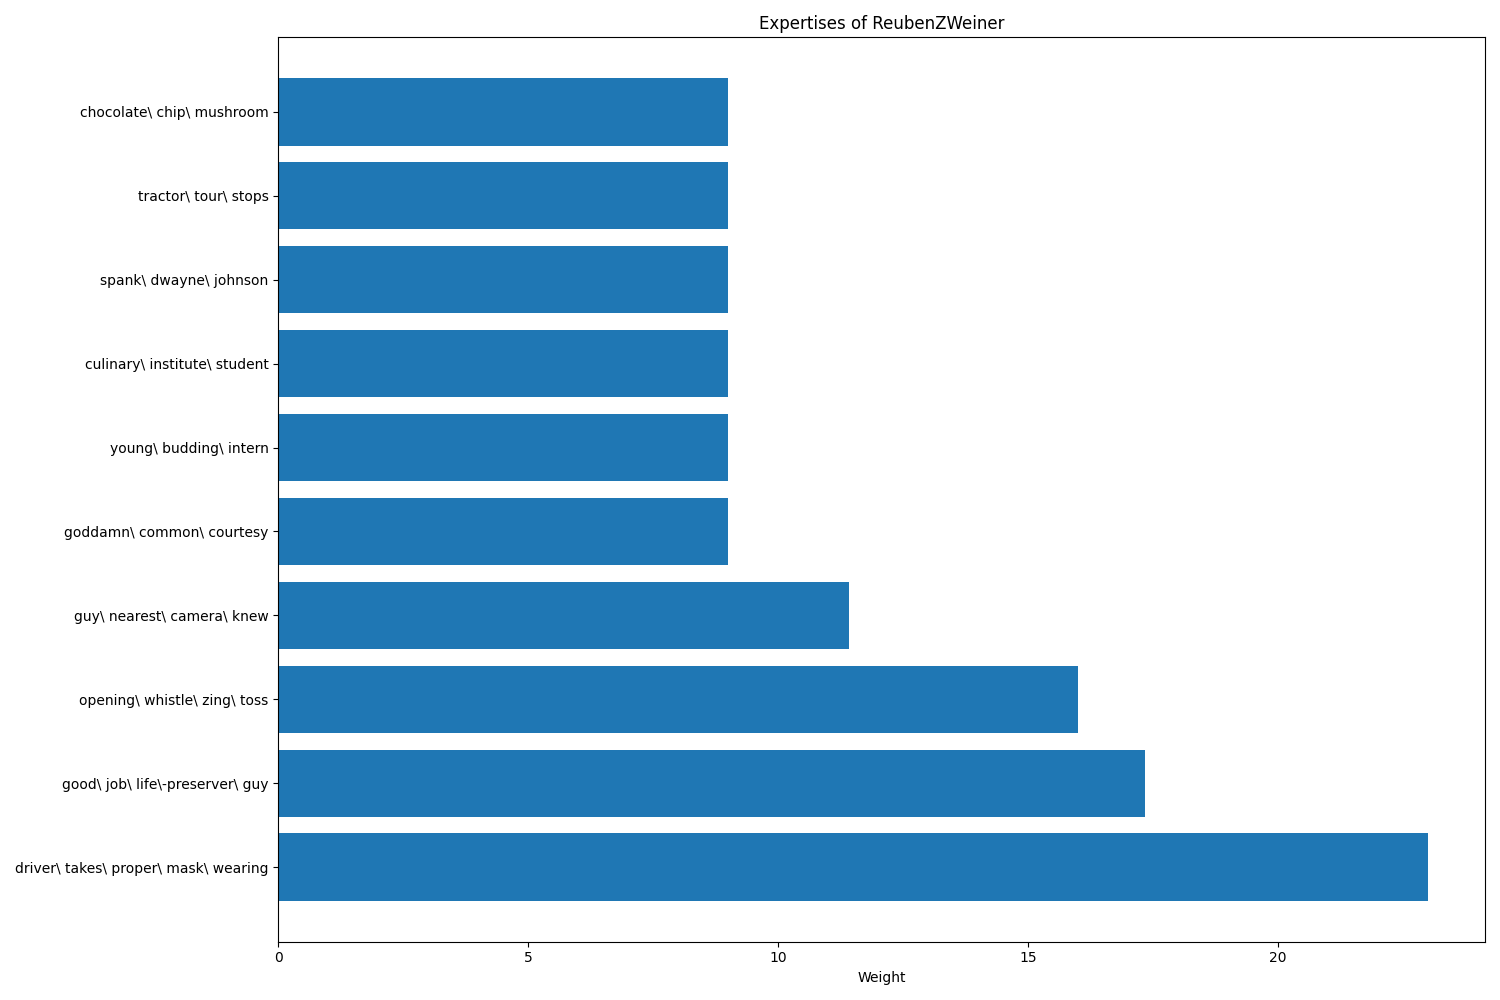 Expertises of ReubenZWeiner
chocolate\ chip\ mushroom
tractor\ tour\ stops
spank\ dwayne\ johnson
culinary\ institute\ student
young\ budding\ intern
goddamn\ common\ courtesy
guy\ nearest\ camera\ knew
opening\ whistle\ zing\ toss
good\ job\ life\-preserver\ guy
driver\ takes\ proper\ mask\ wearing
0 5 10 15 20
Weight